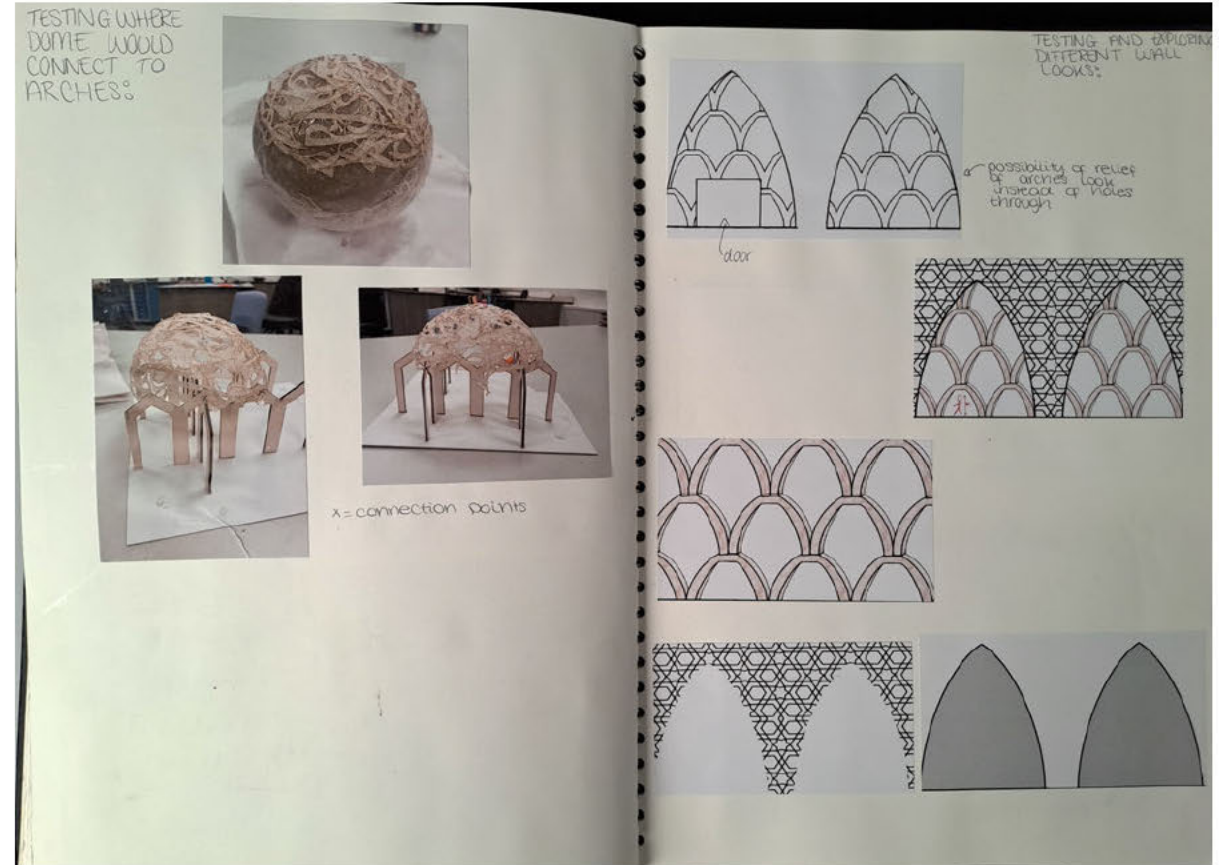 TESTING WHERE
DOME WOULD
CONNECT TO
ARCHES:
x = connection points
TESTING AND EXPLORING
DIFFERENT WALL
LOOKS:
possibility of relief
of arches look
instead of holes
through
door